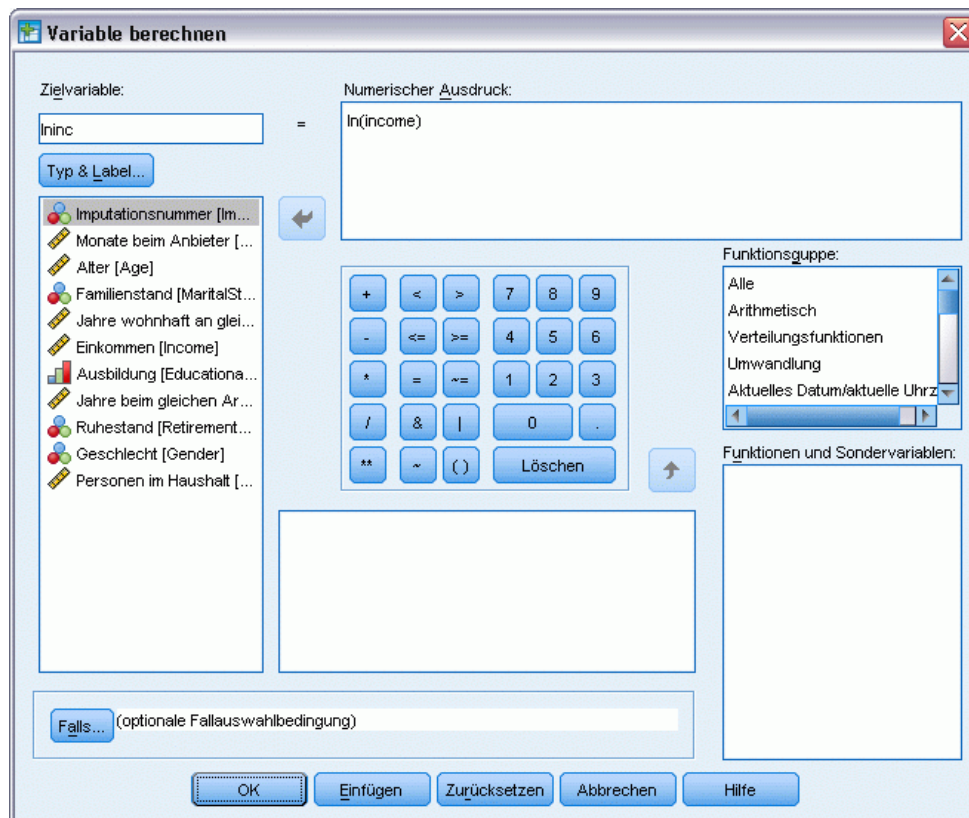 Variable berechnen
Zielvariable:
lninc
=
Numerischer Ausdruck:
ln(income)
Typ & Label...
Imputationsnummer [Im...
Monate beim Anbieter [...
Alter [Age]
Familienstand [MaritalSt...
Jahre wohnhaft an glei...
Einkommen [Income]
Ausbildung [Educationa...
Jahre beim gleichen Ar...
Ruhestand [Retirement...
Geschlecht [Gender]
Personen im Haushalt [...
+ < > 7 8 9
- <= >= 4 5 6
* = ~= 1 2 3
/ & | 0 .
** ~ ( ) Löschen
Funktionsgruppe:
Alle
Arithmetisch
Verteilungsfunktionen
Umwandlung
Aktuelles Datum/aktuelle Uhrz
Funktionen und Sondervariablen:
Falls... (optionale Fallauswahlbedingung)
OK Einfügen Zurücksetzen Abbrechen Hilfe